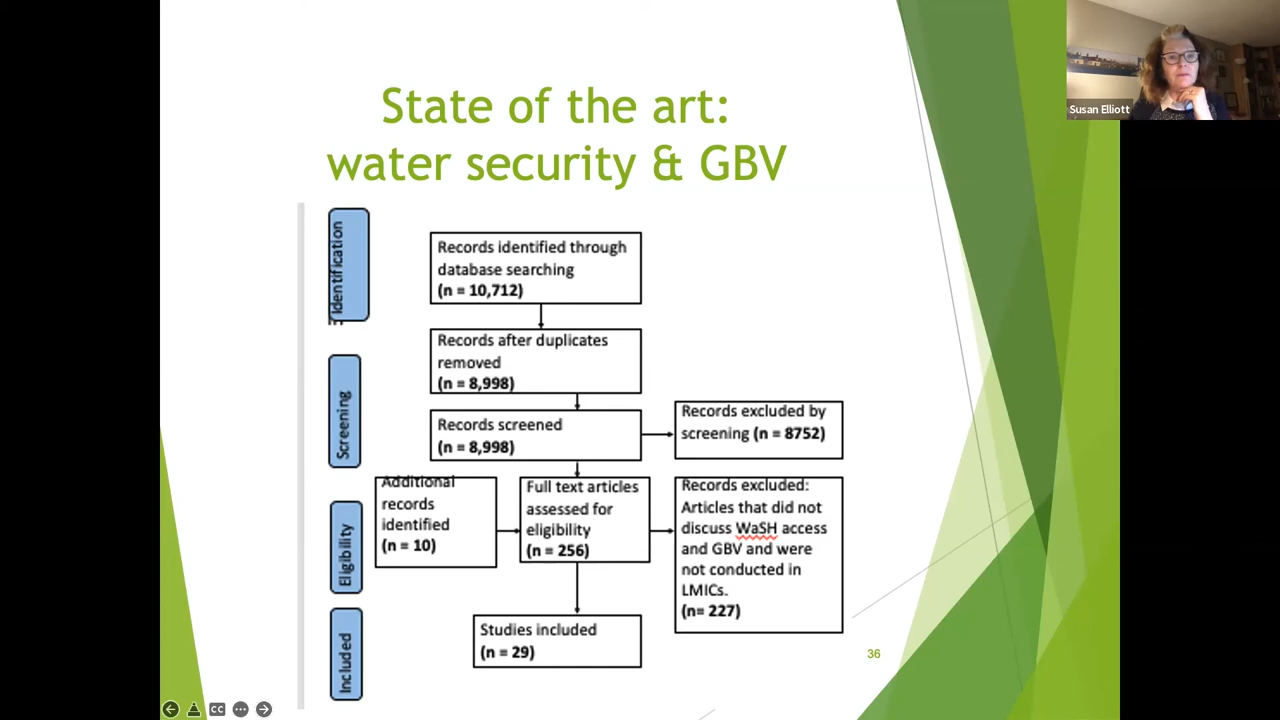 State of the art:
water security & GBV
Susan Elliott
Identification
Records identified through
database searching
(n = 10,712)
Records after duplicates
removed
(n = 8,998)
Screening
Records screened
(n = 8,998)
Records excluded by
screening (n = 8752)
Eligibility
Additional
records
identified
(n = 10)
Full text articles
assessed for
eligibility
(n = 256)
Records excluded:
Articles that did not
discuss WaSH access
and GBV and were
not conducted in
LMICs.
(n= 227)
Included
Studies included
(n = 29)
36
CC